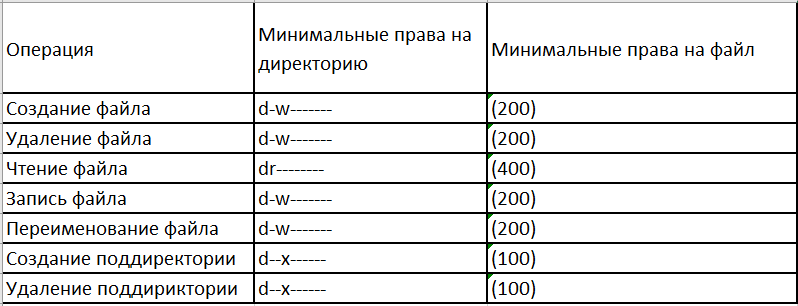 Операция
Минимальные права на
директорию
Минимальные права на файл
Создание файла d-w------- (200)
Удаление файла d-w------- (200)
Чтение файла dr-------- (400)
Запись файла d-w------- (200)
Переименование файла d-w------- (200)
Создание поддиректории d--x------ (100)
Удаление поддириктории d--x------ (100)